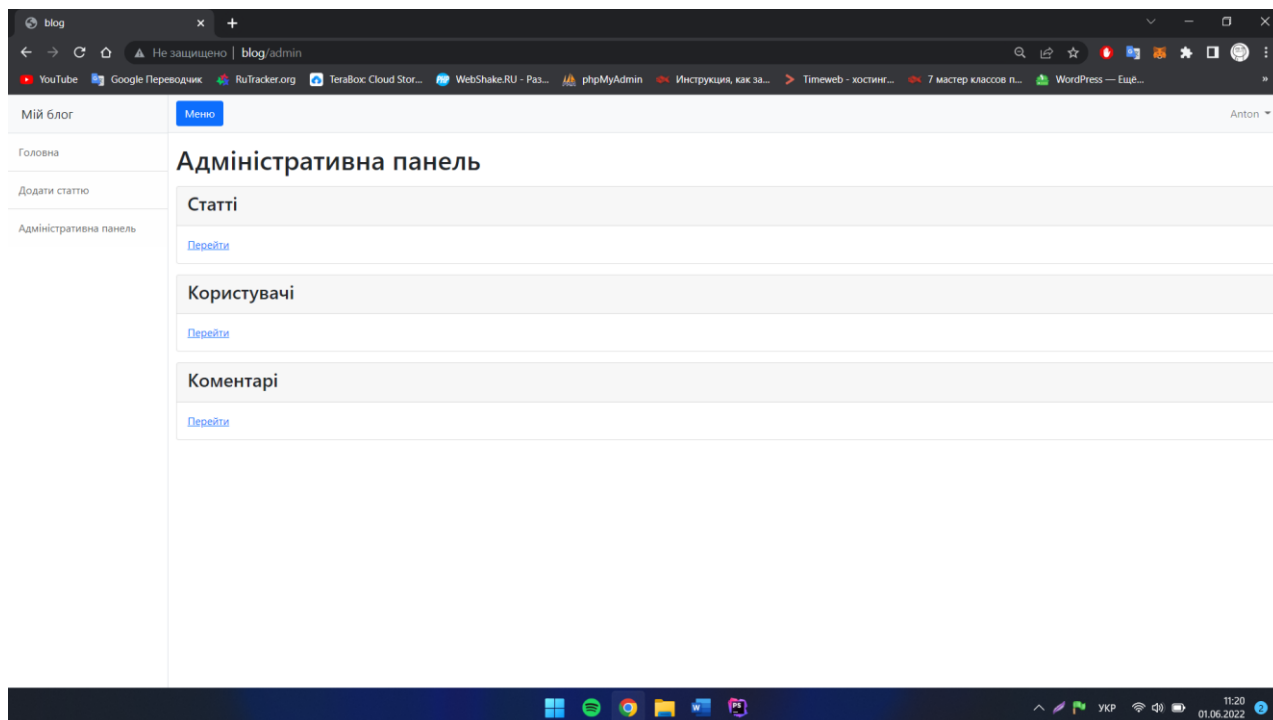 blog
Не защищено | blog/admin
YouTube Google Переводчик RuTracker.org TeraBox: Cloud Stor... WebShake.RU - Раз... phpMyAdmin Инструкция, как за... Timeweb - хостинг... 7 мастер классов п... WordPress — Ещё... »
Мій блог Меню Anton
Головна
Додати статтю
Адміністративна панель
Адміністративна панель
Статті
Перейти
Користувачі
Перейти
Коментарі
Перейти
УКР 11:20
01.06.2022 2